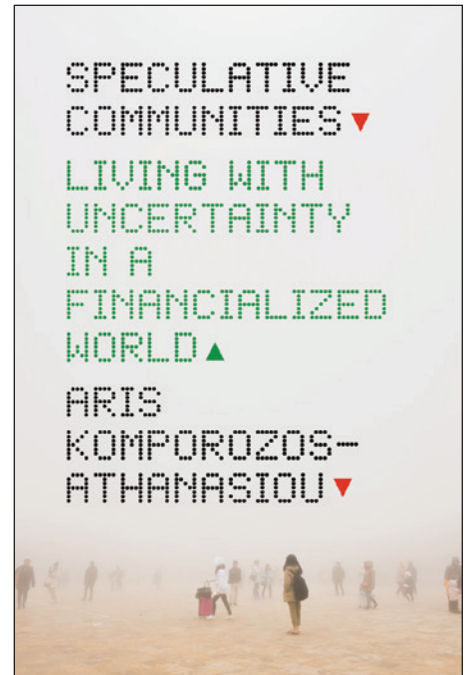 SPECULATIVE
COMMUNITIES▼
LIVING WITH
UNCERTAINTY
IN A
FINANCIALIZED
WORLD▲
ARIS
KOMPOROZOS–
ATHANASIOU▼